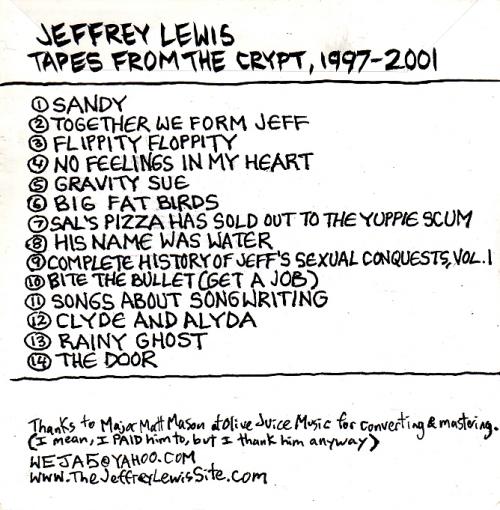 JEFFREY LEWIS
TAPES FROM THE CRYPT, 1997-2001
① SANDY
② TOGETHER WE FORM JEFF
③ FLIPPITY FLOPPITY
④ NO FEELINGS IN MY HEART
⑤ GRAVITY SUE
⑥ BIG FAT BIRDS
⑦ SAL'S PIZZA HAS SOLD OUT TO THE YUPPIE SCUM
⑧ HIS NAME WAS WATER
⑨ COMPLETE HISTORY OF JEFF'S SEXUAL CONQUESTS, VOL. 1
⑩ BITE THE BULLET (GET A JOB)
⑪ SONGS ABOUT SONGWRITING
⑫ CLYDE AND ALYDA
⑬ RAINY GHOST
⑭ THE DOOR
Thanks to Major Matt Mason at Olive Juice Music for converting & mastering.
(I mean, I PAID him to, but I thank him anyway)
WEJA5@YAHOO.COM
WWW.TheJeffreyLewisSite.com